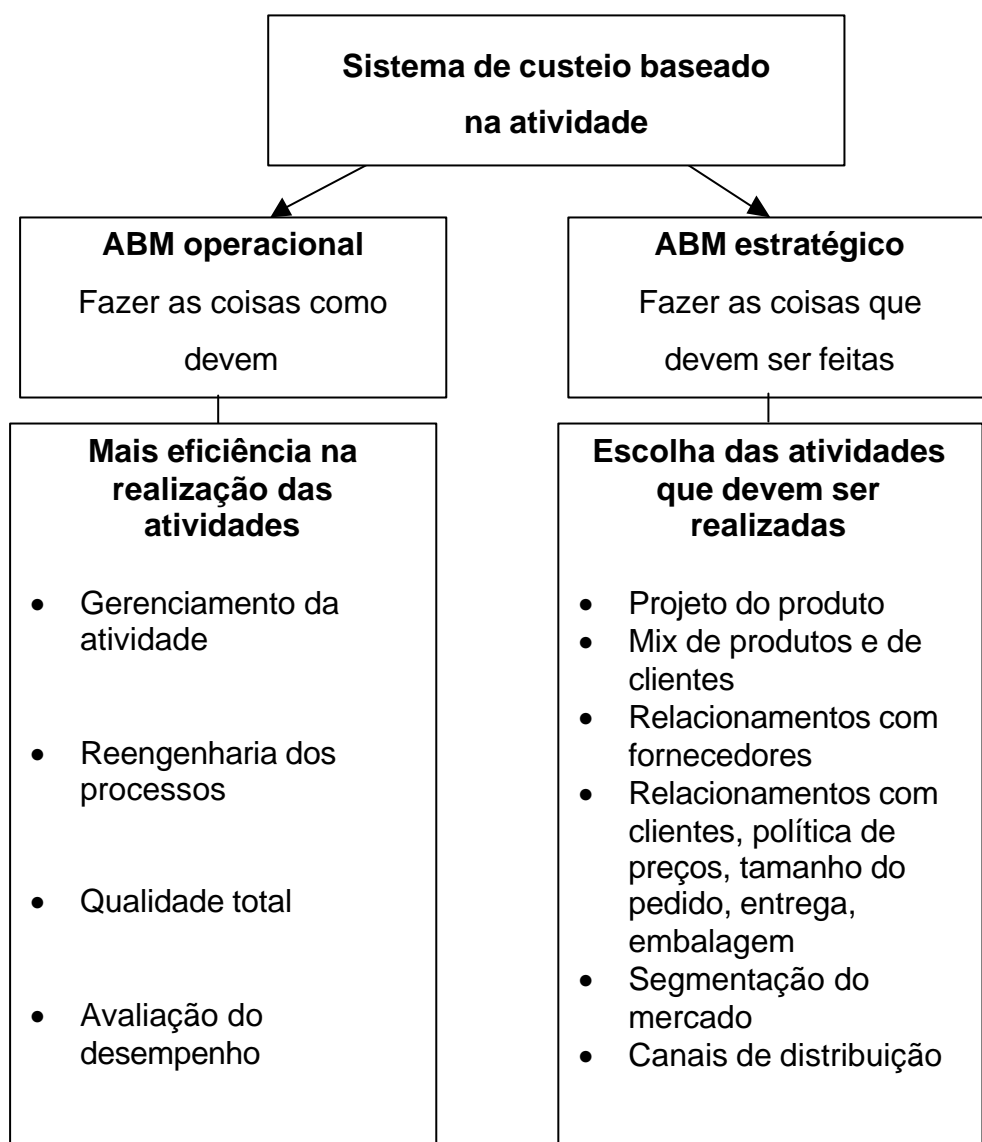 Sistema de custeio baseado
na atividade
ABM operacional
Fazer as coisas como
devem
ABM estratégico
Fazer as coisas que
devem ser feitas
Mais eficiência na
realização das
atividades
• Gerenciamento da
atividade
• Reengenharia dos
processos
• Qualidade total
• Avaliação do
desempenho
Escolha das atividades
que devem ser
realizadas
• Projeto do produto
• Mix de produtos e de
clientes
• Relacionamentos com
fornecedores
• Relacionamentos com
clientes, política de
preços, tamanho do
pedido, entrega,
embalagem
• Segmentação do
mercado
• Canais de distribuição